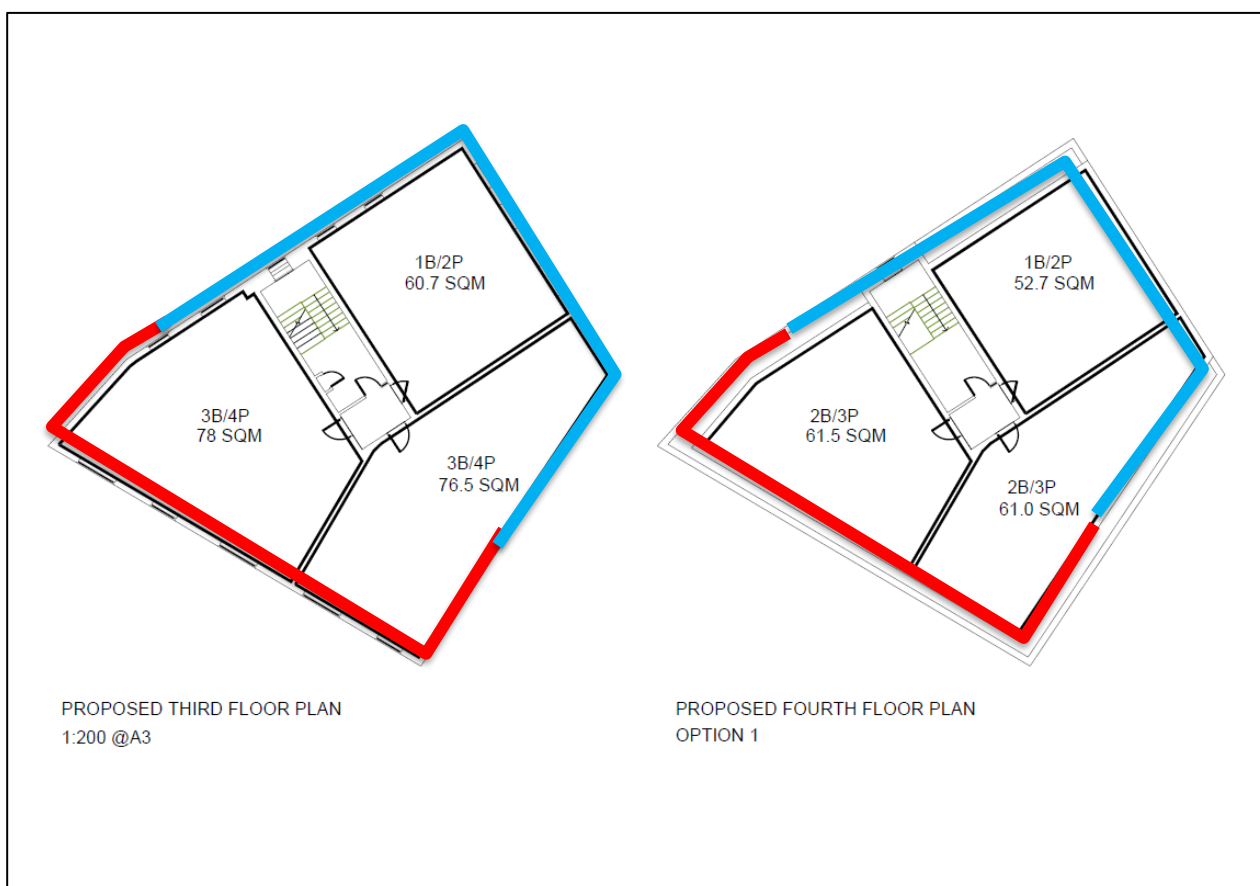 1B/2P
60.7 SQM
3B/4P
78 SQM
3B/4P
76.5 SQM
PROPOSED THIRD FLOOR PLAN
1:200 @A3
1B/2P
52.7 SQM
2B/3P
61.5 SQM
2B/3P
61.0 SQM
PROPOSED FOURTH FLOOR PLAN
OPTION 1